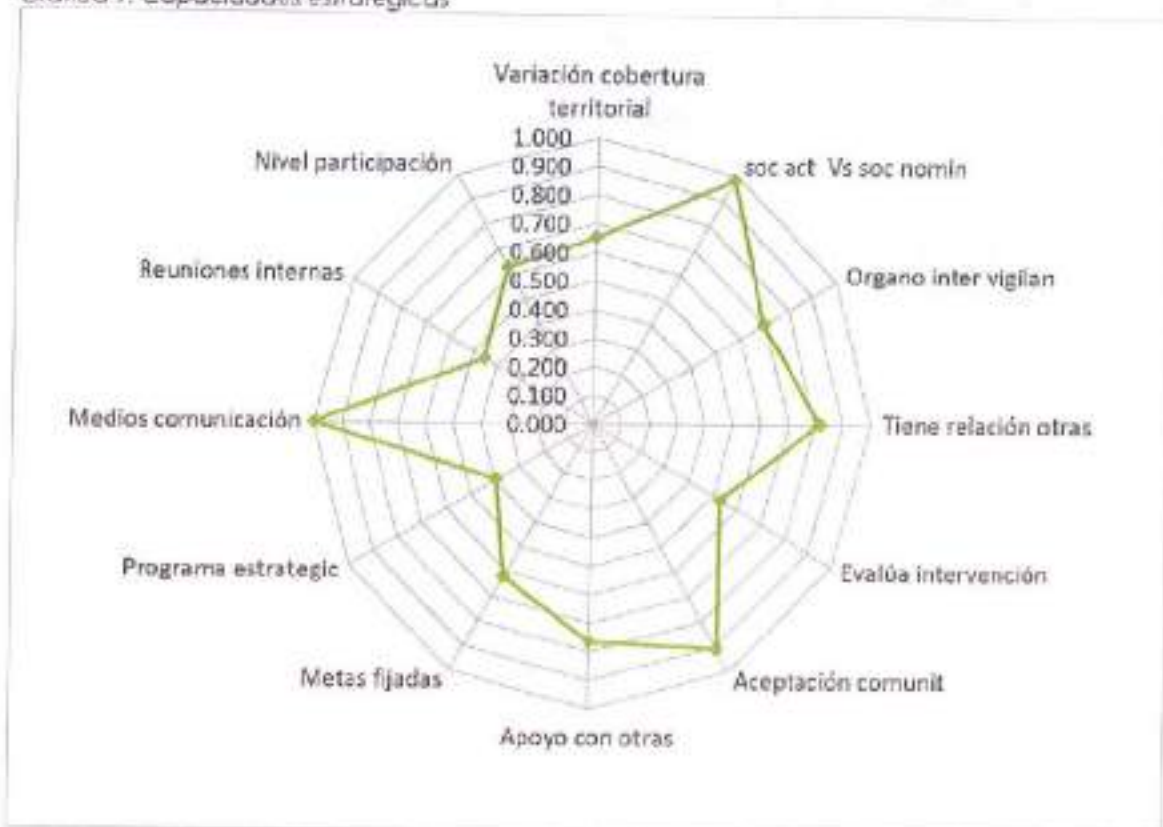 Capacidades estratégicas
Variación cobertura
territorial
1.000
0.900
0.800
0.700
0.600
0.500
0.400
0.300
0.200
0.100
0.000
soc act Vs soc nomin
Organo inter vigilan
Tiene relación otras
Evalúa intervención
Aceptación comunit
Apoyo con otras
Metas fijadas
Programa estrategic
Medios comunicación
Reuniones internas
Nivel participación